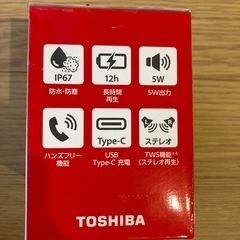 IP67
12h
5W
防水・防塵
長時間
再生
5W出力
Type-C
ステレオ
ハンズフリー
機能
USB
Type-C 充電
TWS機能**
(ステレオ再生)
TOSHIBA